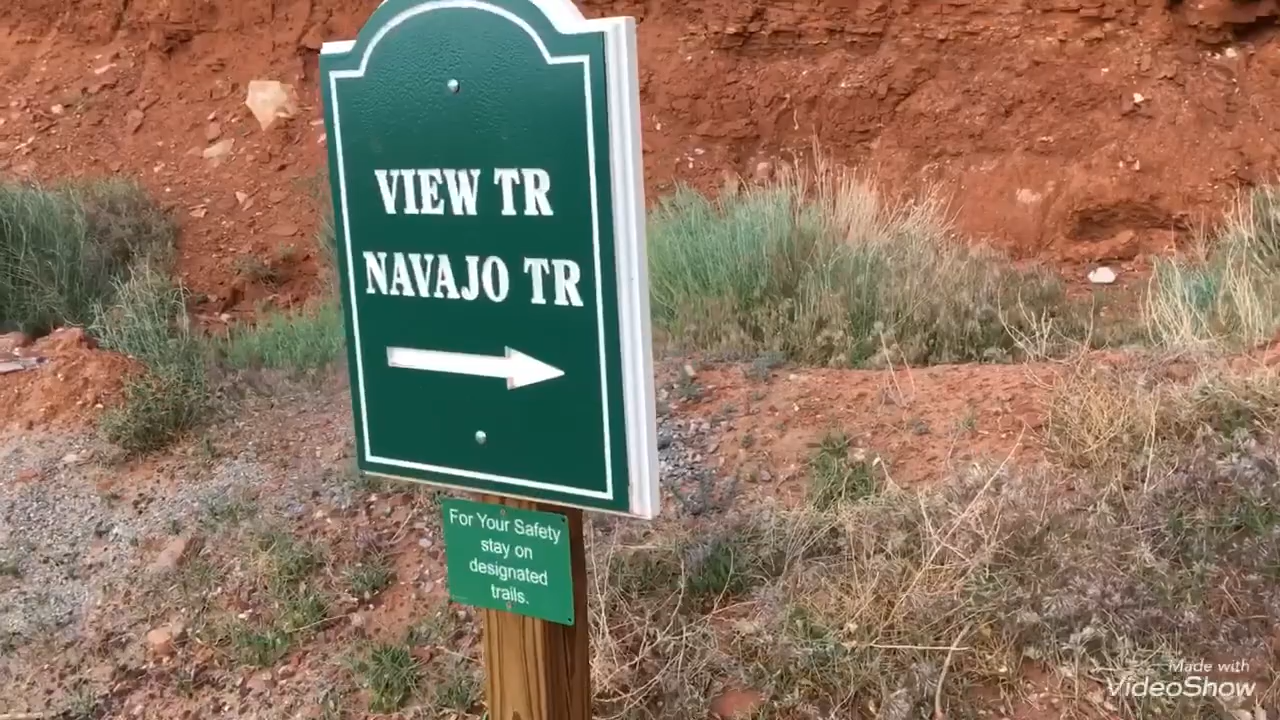 VIEW TR
NAVAJO TR
For Your Safety
stay on
designated
trails.
Made with
VideoShow